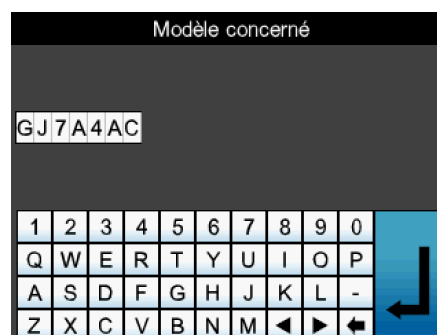 Modèle concerné
GJ7A4AC
1 2 3 4 5 6 7 8 9 0
Q W E R T Y U I O P
A S D F G H J K L -
Z X C V B N M